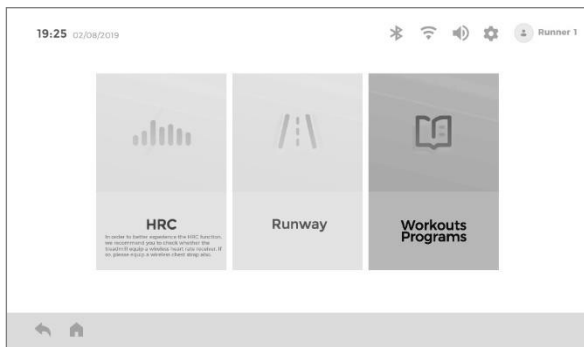 19:25 02/08/2019
Runner 1
HRC
In order to better experience the HRC function,
we recommend you to check whether the
treadmill equip a wireless heart rate receiver. If
so, please equip a wireless chest strap also.
Runway
Workouts
Programs